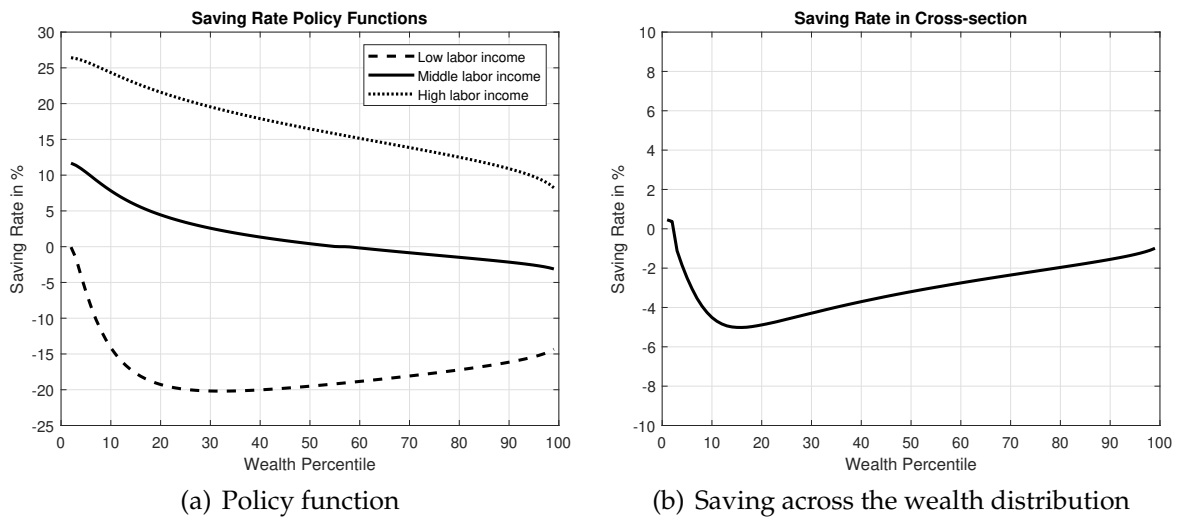 Saving Rate Policy Functions
30
25
20
15
10
5
0
-5
-10
-15
-20
-25
Saving Rate in %
Low labor income
Middle labor income
High labor income
0 10 20 30 40 50 60 70 80 90 100
Wealth Percentile
(a) Policy function
Saving Rate in Cross-section
10
8
6
4
2
0
-2
-4
-6
-8
-10
Saving Rate in %
0 10 20 30 40 50 60 70 80 90 100
Wealth Percentile
(b) Saving across the wealth distribution